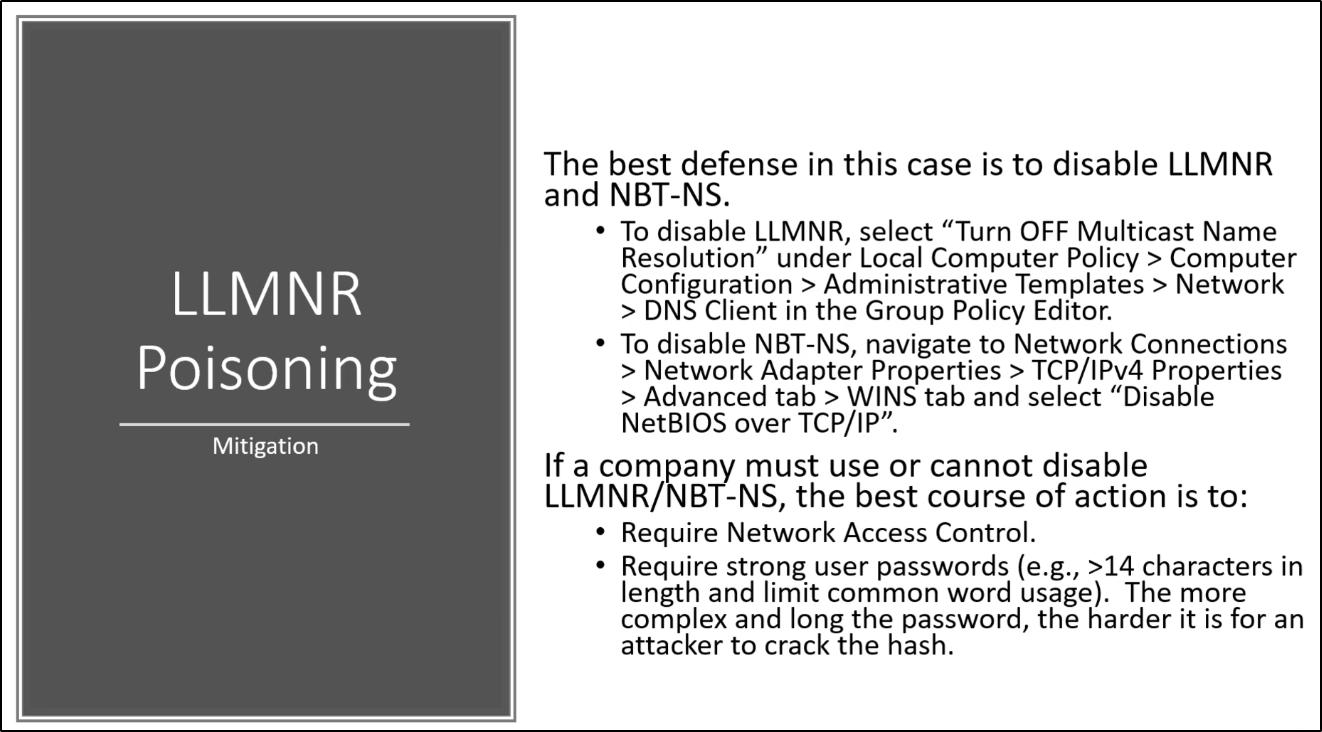 LLMNR
Poisoning
Mitigation
The best defense in this case is to disable LLMNR
and NBT-NS.
• To disable LLMNR, select “Turn OFF Multicast Name
Resolution” under Local Computer Policy > Computer
Configuration > Administrative Templates > Network
> DNS Client in the Group Policy Editor.
• To disable NBT-NS, navigate to Network Connections
> Network Adapter Properties > TCP/IPv4 Properties
> Advanced tab > WINS tab and select “Disable
NetBIOS over TCP/IP”.
If a company must use or cannot disable
LLMNR/NBT-NS, the best course of action is to:
• Require Network Access Control.
• Require strong user passwords (e.g., >14 characters in
length and limit common word usage).  The more
complex and long the password, the harder it is for an
attacker to crack the hash.